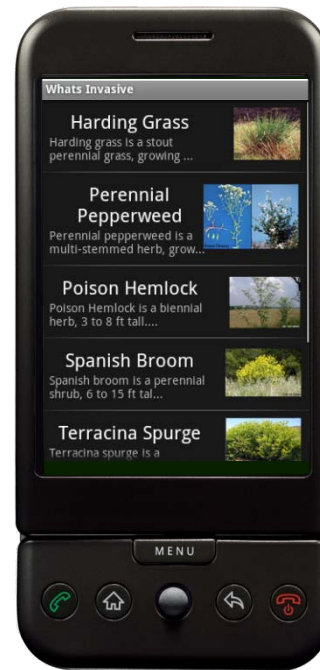 Whats Invasive
Harding Grass
Harding grass is a stout
perennial grass, growing ...
Perennial
Pepperweed
Perennial pepperweed is a
multi-stemmed herb, grow...
Poison Hemlock
Poison Hemlock is a biennial
herb, 3 to 8 ft tall....
Spanish Broom
Spanish broom is a perennial
shrub, 6 to 15 ft tal...
Terracina Spurge
Terracina spurge is a
MENU